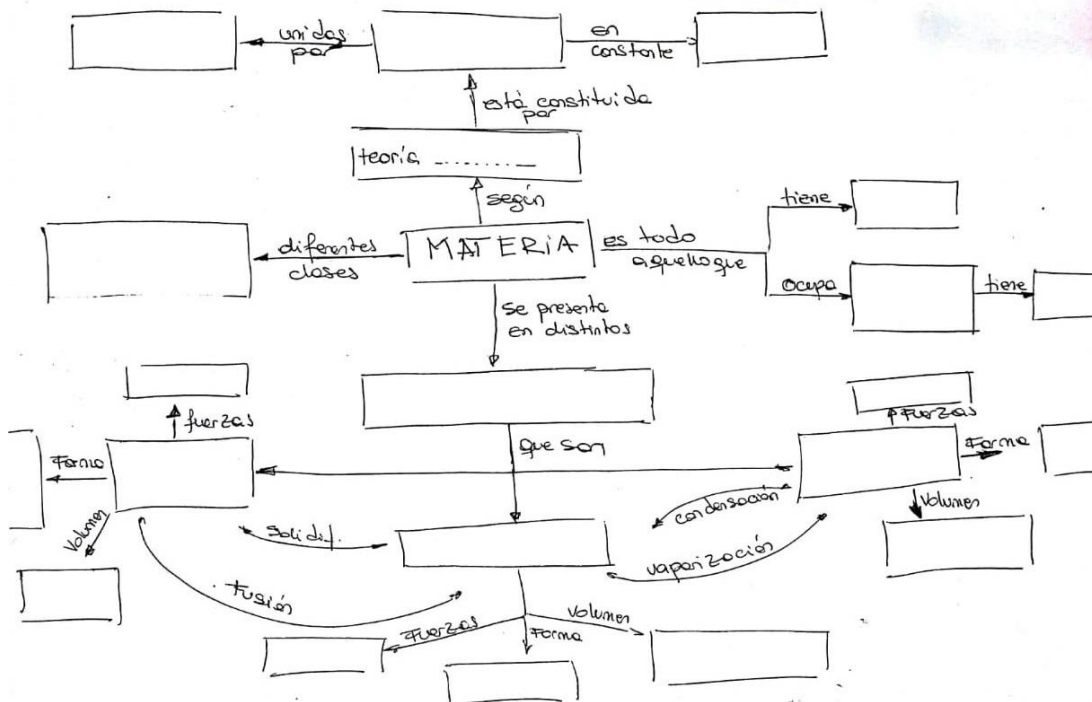 unidas
por
en
constante
está constituida
por
teoría ..............
según
diferentes
clases
MATERIA
es todo
aquello que
tiene
ocupa
tiene
se presenta
en distintos
fuerzas
Fuerzas
que son
Forma
Forma
Volumen
Volumen
Solidif.
condensación
vaporización
Fusión
Fuerzas
Forma
Volumen